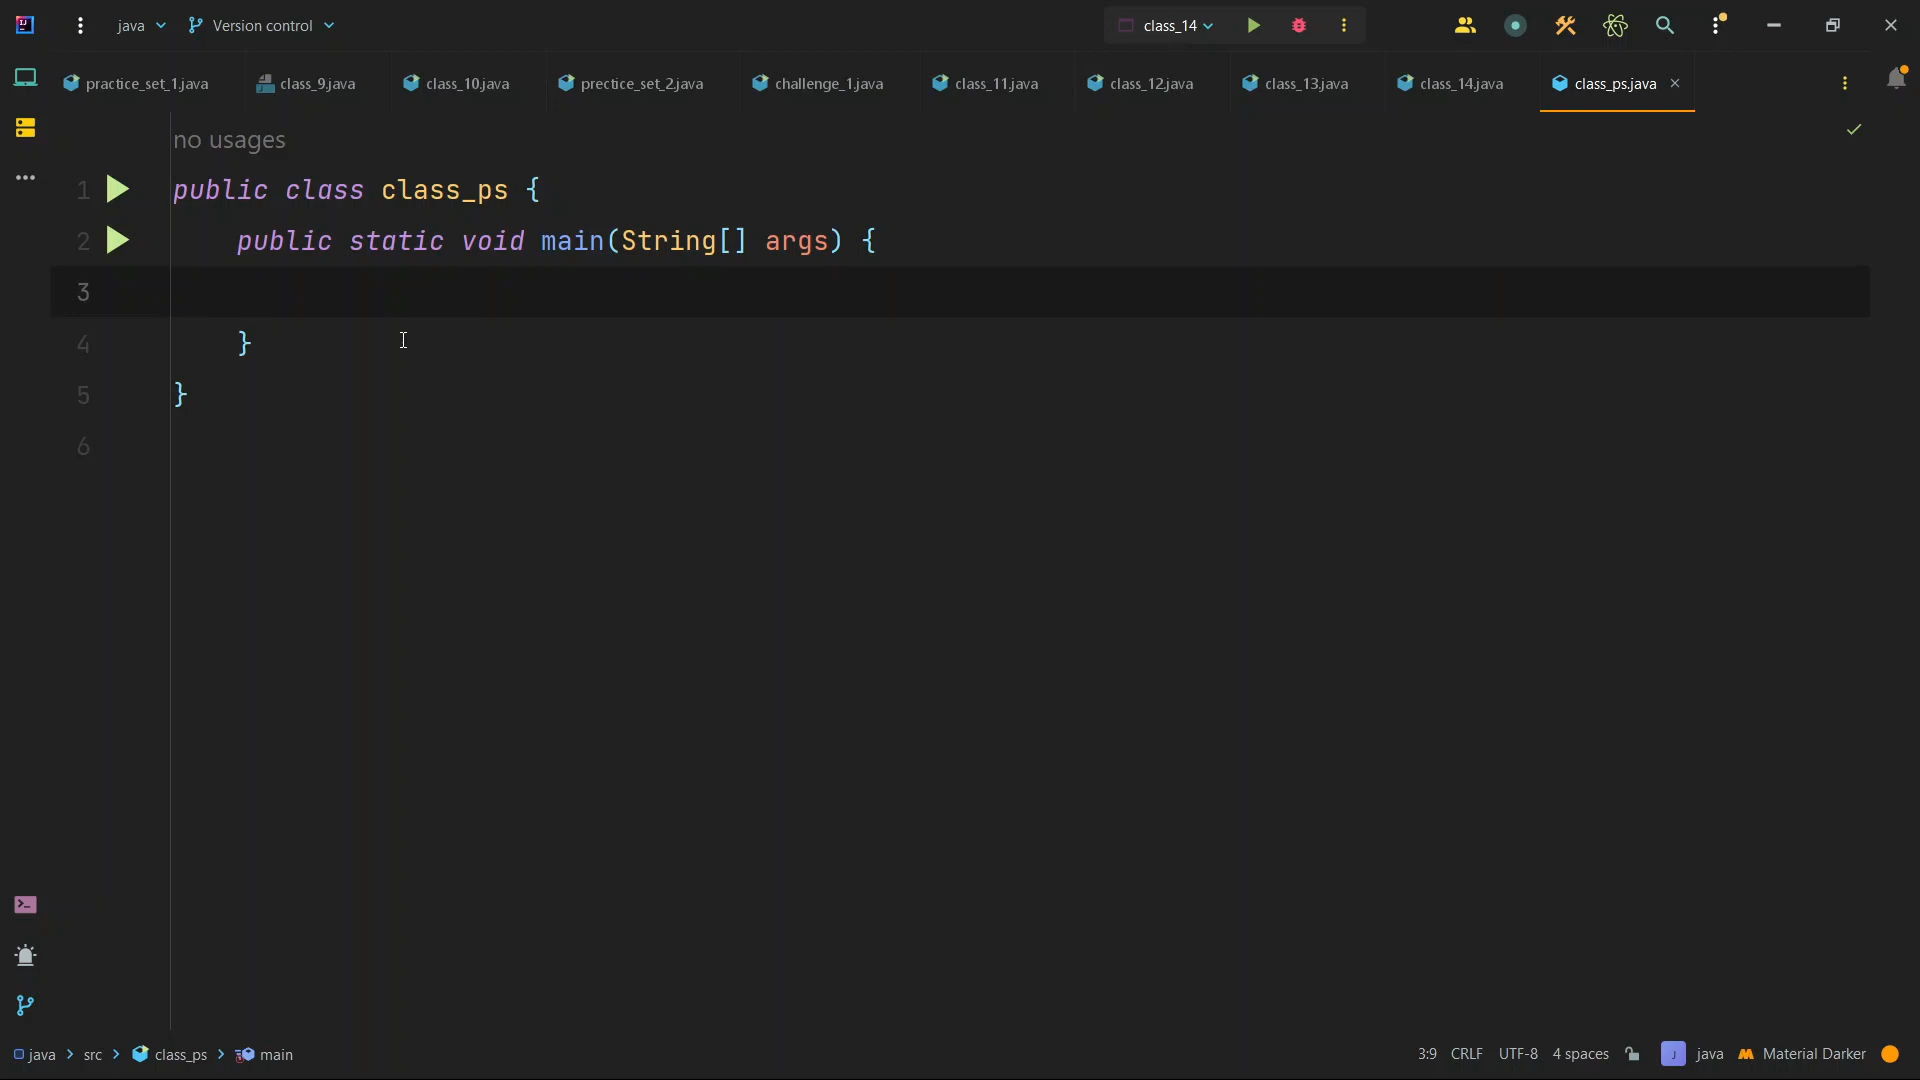 java Version control class_14
practice_set_1.java class_9.java class_10.java prectice_set_2.java challenge_1.java class_11.java class_12.java class_13.java class_14.java class_ps.java
no usages
1 public class class_ps {
2 public static void main(String[] args) {
3
4 }
5 }
6
java > src > class_ps > main 3:9 CRLF UTF-8 4 spaces J java Material Darker